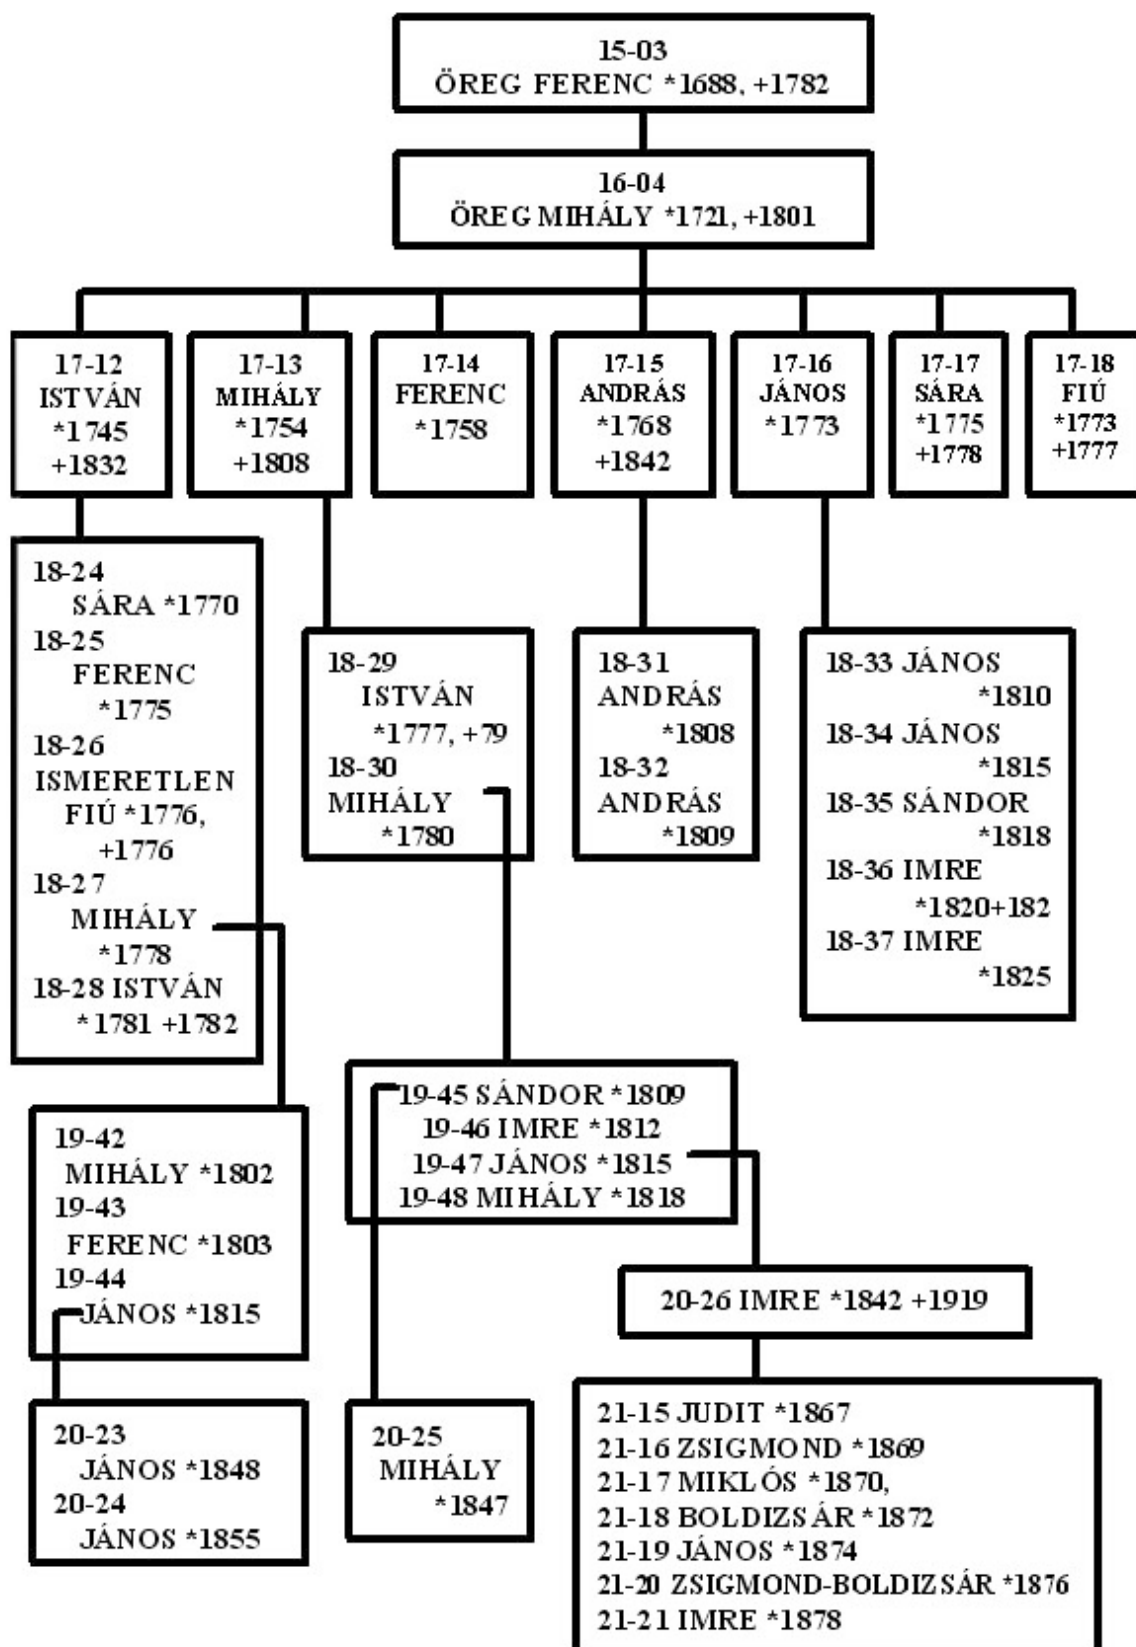 15-03
ÖREG FERENC *1688, +1782
16-04
ÖREG MIHÁLY *1721, +1801
17-12
ISTVÁN
*1745
+1832
17-13
MIHÁLY
*1754
+1808
17-14
FERENC
*1758
17-15
ANDRÁS
*1768
+1842
17-16
JÁNOS
*1773
17-17
SÁRA
*1775
+1778
17-18
FIÚ
*1773
+1777
18-24
SÁRA *1770
18-25
FERENC
*1775
18-26
ISMERETLEN
FIÚ *1776,
+1776
18-27
MIHÁLY
*1778
18-28 ISTVÁN
*1781 +1782
18-29
ISTVÁN
*1777, +79
18-30
MIHÁLY
*1780
18-31
ANDRÁS
*1808
18-32
ANDRÁS
*1809
18-33 JÁNOS
*1810
18-34 JÁNOS
*1815
18-35 SÁNDOR
*1818
18-36 IMRE
*1820+182
18-37 IMRE
*1825
19-42
MIHÁLY *1802
19-43
FERENC *1803
19-44
JÁNOS *1815
19-45 SÁNDOR *1809
19-46 IMRE *1812
19-47 JÁNOS *1815
19-48 MIHÁLY *1818
20-23
JÁNOS *1848
20-24
JÁNOS *1855
20-25
MIHÁLY
*1847
20-26 IMRE *1842 +1919
21-15 JUDIT *1867
21-16 ZSIGMOND *1869
21-17 MIKLÓS *1870,
21-18 BOLDIZSÁR *1872
21-19 JÁNOS *1874
21-20 ZSIGMOND-BOLDIZSÁR *1876
21-21 IMRE *1878